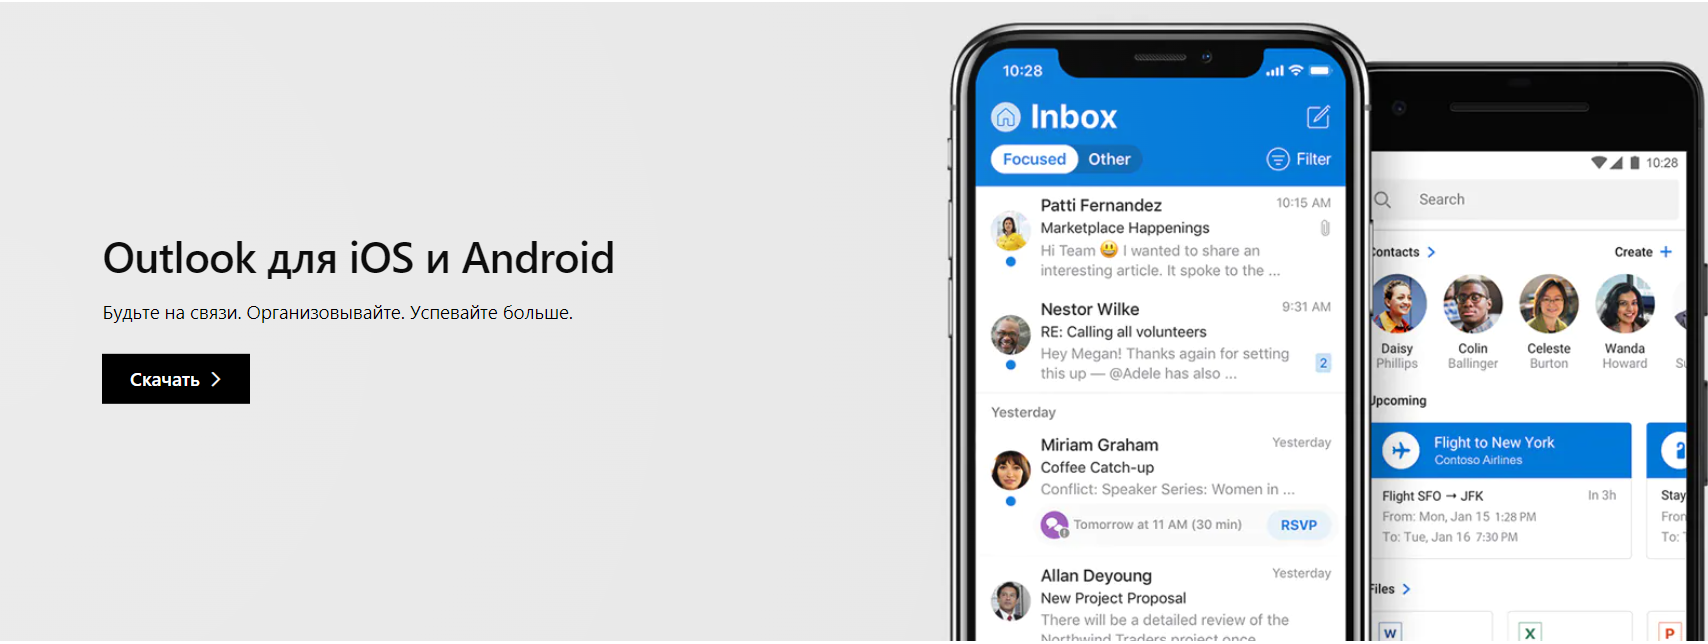 Outlook для iOS и Android
Будьте на связи. Организовывайте. Успевайте больше.
Скачать
10:28
Inbox
Focused
Other
Filter
Patti Fernandez
10:15 AM
Marketplace Happenings
Hi Team 😃 I wanted to share an
interesting article. It spoke to the ...
Nestor Wilke
9:31 AM
RE: Calling all volunteers
Hey Megan! Thanks again for setting
this up — @Adele has also ...
2
Yesterday
Miriam Graham
Yesterday
Coffee Catch-up
Conflict: Speaker Series: Women in ...
Tomorrow at 11 AM (30 min)
RSVP
Allan Deyoung
Yesterday
New Project Proposal
There will be a detailed review of the
Northwind Traders project once
10:28
Search
Contacts
Create +
Daisy
Phillips
Colin
Ballinger
Celeste
Burton
Wanda
Howard
Upcoming
Flight to New York
Contoso Airlines
Flight SFO → JFK
In 3h
From: Mon, Jan 15 1:28 PM
To: Tue, Jan 16 7:30 PM
Stay
To:
Files
W
X
P